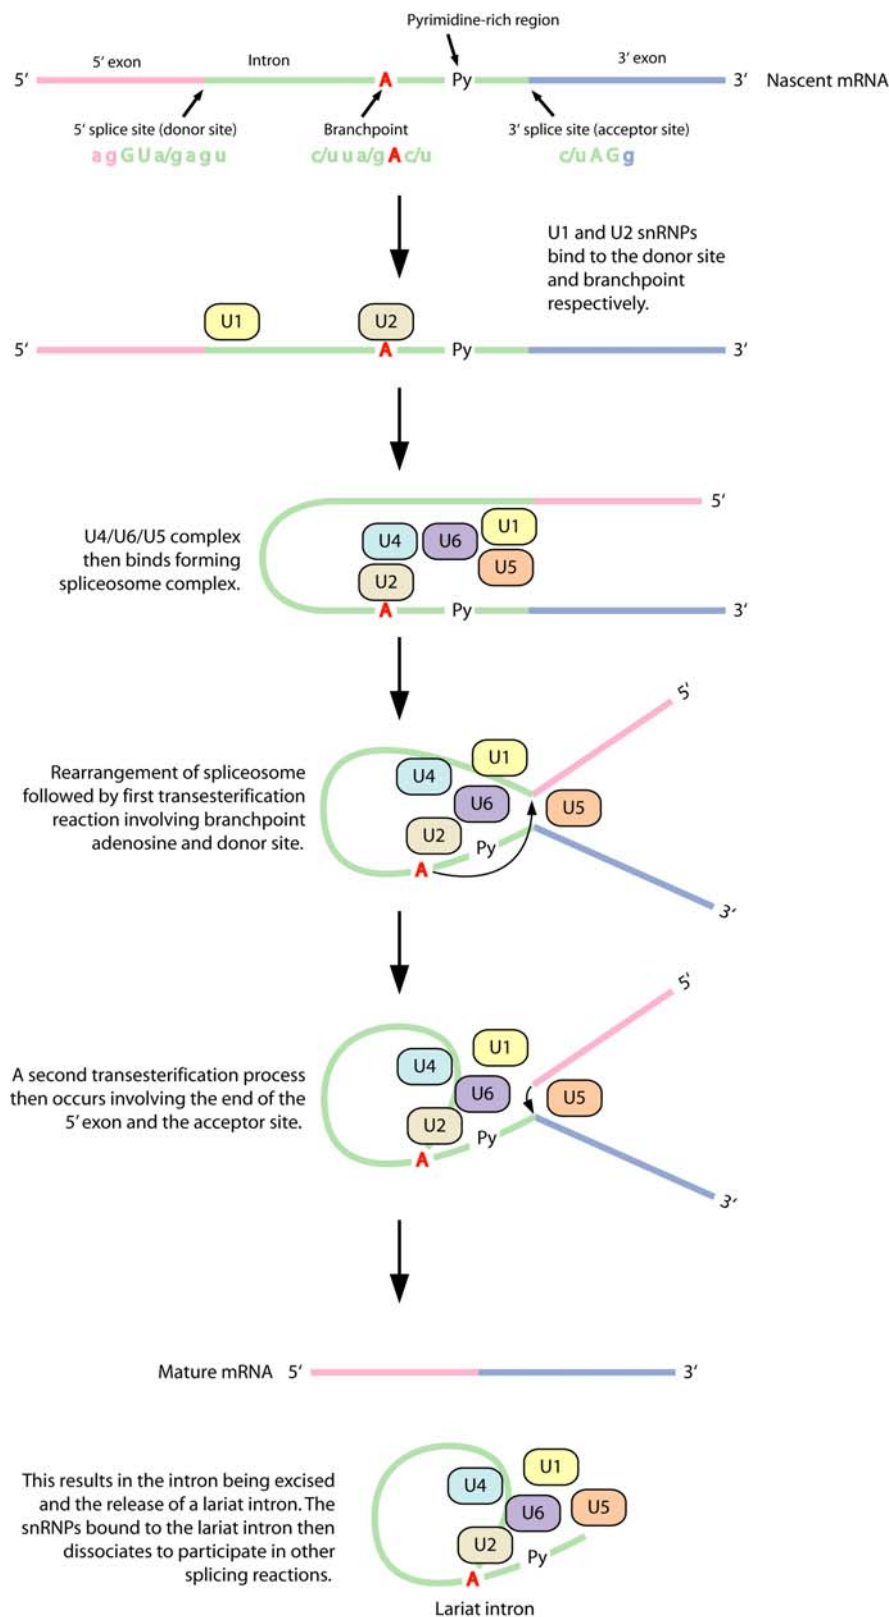 Pyrimidine-rich region
5' exon
Intron
3' exon
5'
A
Py
3'
Nascent mRNA
5' splice site (donor site)
Branchpoint
3' splice site (acceptor site)
a g G U a/g a g u
c/u u a/g A c/u
c/u A G g
U1 and U2 snRNPs
bind to the donor site
and branchpoint
respectively.
U1
U2
5'
A
Py
3'
5'
U4/U6/U5 complex
then binds forming
spliceosome complex.
U4
U6
U1
U5
U2
A
Py
3'
5'
Rearrangement of spliceosome
followed by first transesterification
reaction involving branchpoint
adenosine and donor site.
U1
U4
U6
U5
U2
Py
A
3'
5'
A second transesterification process
then occurs involving the end of the
5' exon and the acceptor site.
U1
U4
U6
U5
U2
Py
A
3'
Mature mRNA
5'
3'
This results in the intron being excised
and the release of a lariat intron. The
snRNPs bound to the lariat intron then
dissociates to participate in other
splicing reactions.
U1
U4
U5
U6
U2
Py
A
Lariat intron